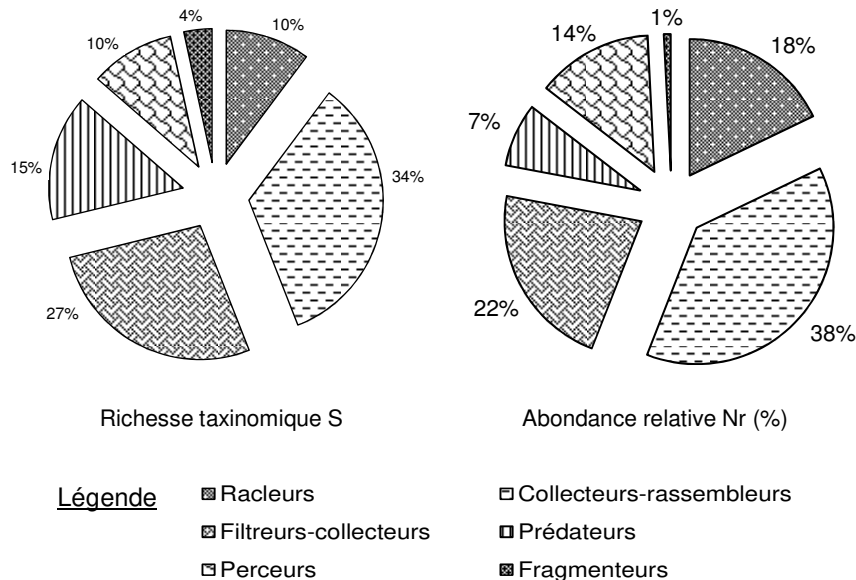 4%
10%
10%
15%
34%
27%
1%
14%
18%
7%
22%
38%
Richesse taxinomique S
Abondance relative Nr (%)
Légende
Racleurs
Collecteurs-rassembleurs
Filtreurs-collecteurs
Prédateurs
Perceurs
Fragmenteurs